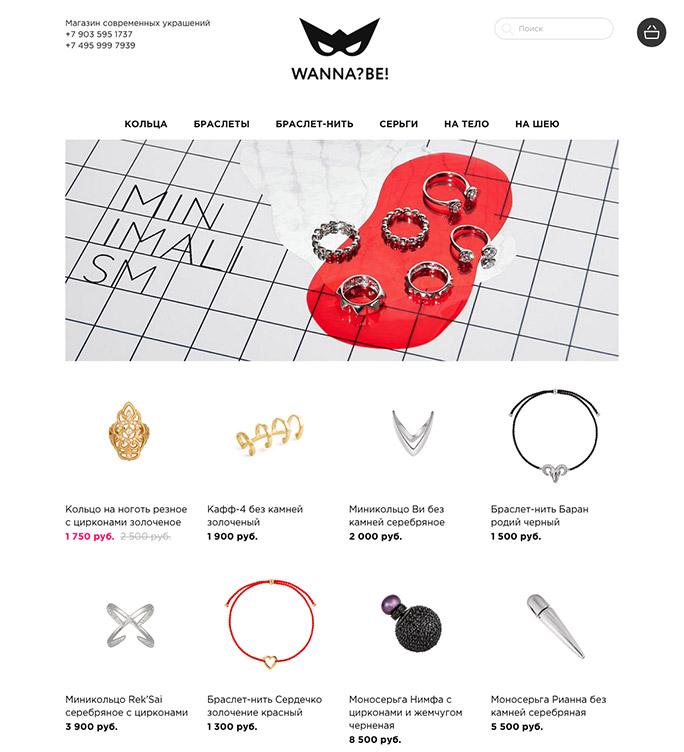 Магазин современных украшений
+7 903 595 1737
+7 495 999 7939
WANNA?BE!
Поиск
КОЛЬЦА БРАСЛЕТЫ БРАСЛЕТ-НИТЬ СЕРЬГИ НА ТЕЛО НА ШЕЮ
MIN
IMALI
SM
Кольцо на ноготь резное
с цирконами золоченое
1 750 руб. 2 500 руб.
Кафф-4 без камней
золоченый
1 900 руб.
Миникольцо Ви без
камней серебряное
2 000 руб.
Браслет-нить Баран
родий черный
1 500 руб.
Миникольцо Rek'Sai
серебряное с цирконами
3 900 руб.
Браслет-нить Сердечко
золочение красный
1 300 руб.
Моносерьга Нимфа с
цирконами и жемчугом
черненая
8 500 руб.
Моносерьга Рианна без
камней серебряная
5 500 руб.